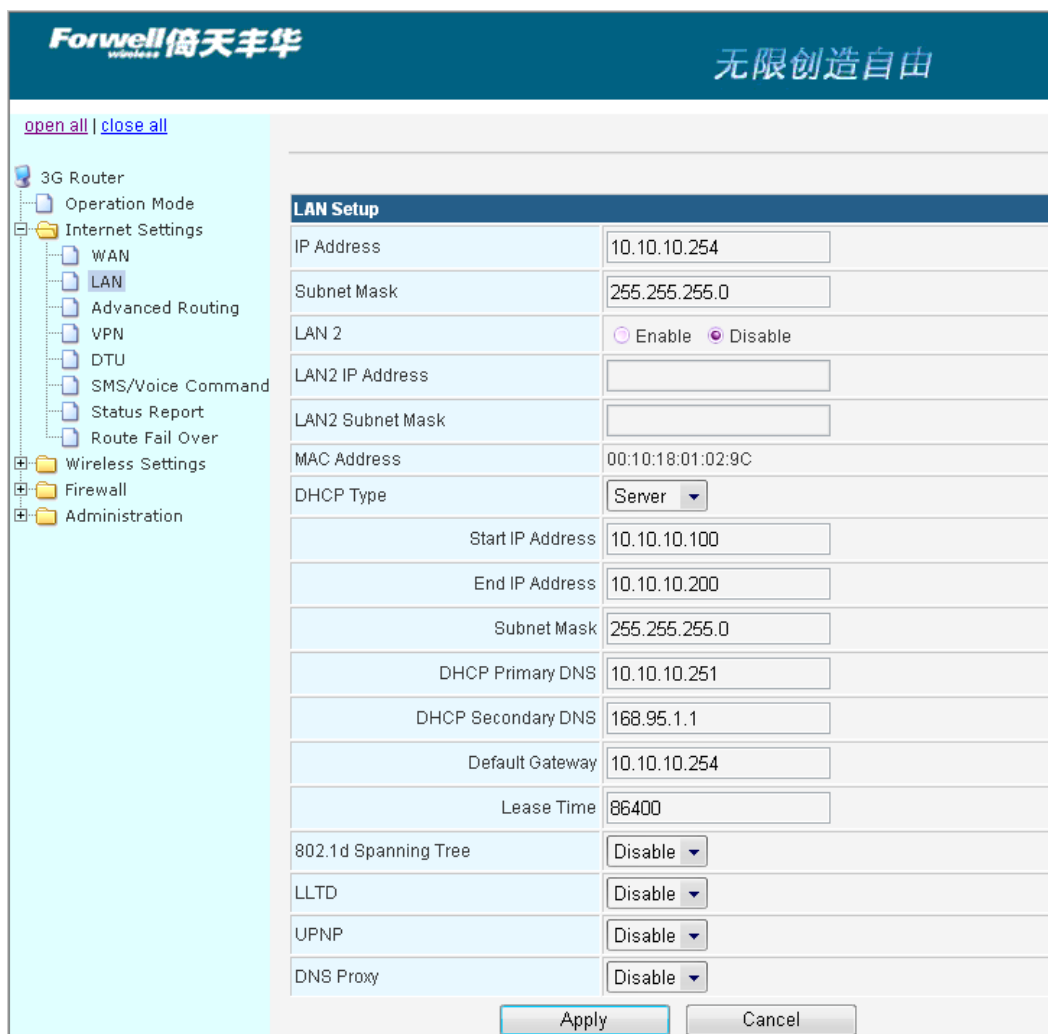 Forwell倚天丰华
wireless
无限创造自由
open all | close all
3G Router
Operation Mode
Internet Settings
WAN
LAN
Advanced Routing
VPN
DTU
SMS/Voice Command
Status Report
Route Fail Over
Wireless Settings
Firewall
Administration
LAN Setup
IP Address 10.10.10.254
Subnet Mask 255.255.255.0
LAN 2 Enable Disable
LAN2 IP Address
LAN2 Subnet Mask
MAC Address 00:10:18:01:02:9C
DHCP Type Server
Start IP Address 10.10.10.100
End IP Address 10.10.10.200
Subnet Mask 255.255.255.0
DHCP Primary DNS 10.10.10.251
DHCP Secondary DNS 168.95.1.1
Default Gateway 10.10.10.254
Lease Time 86400
802.1d Spanning Tree Disable
LLTD Disable
UPNP Disable
DNS Proxy Disable
Apply Cancel